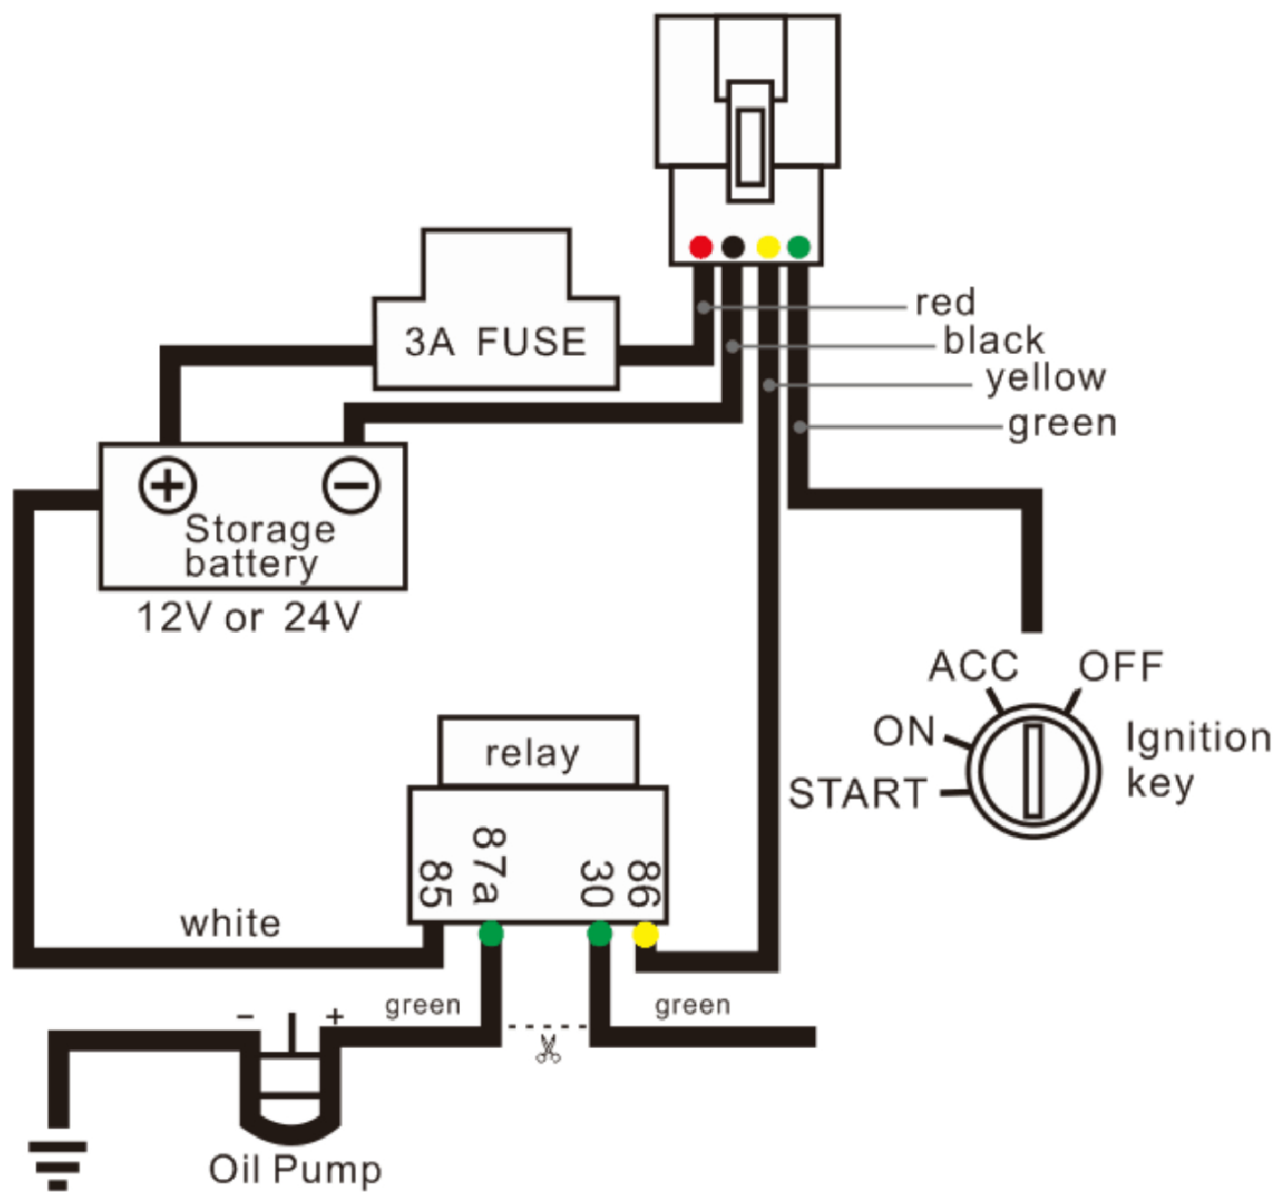 red
black
yellow
green
3A FUSE
+ −
Storage
battery
12V or 24V
ACC
OFF
ON
START
Ignition
key
relay
85
87a
30
86
white
green
green
− +
Oil Pump